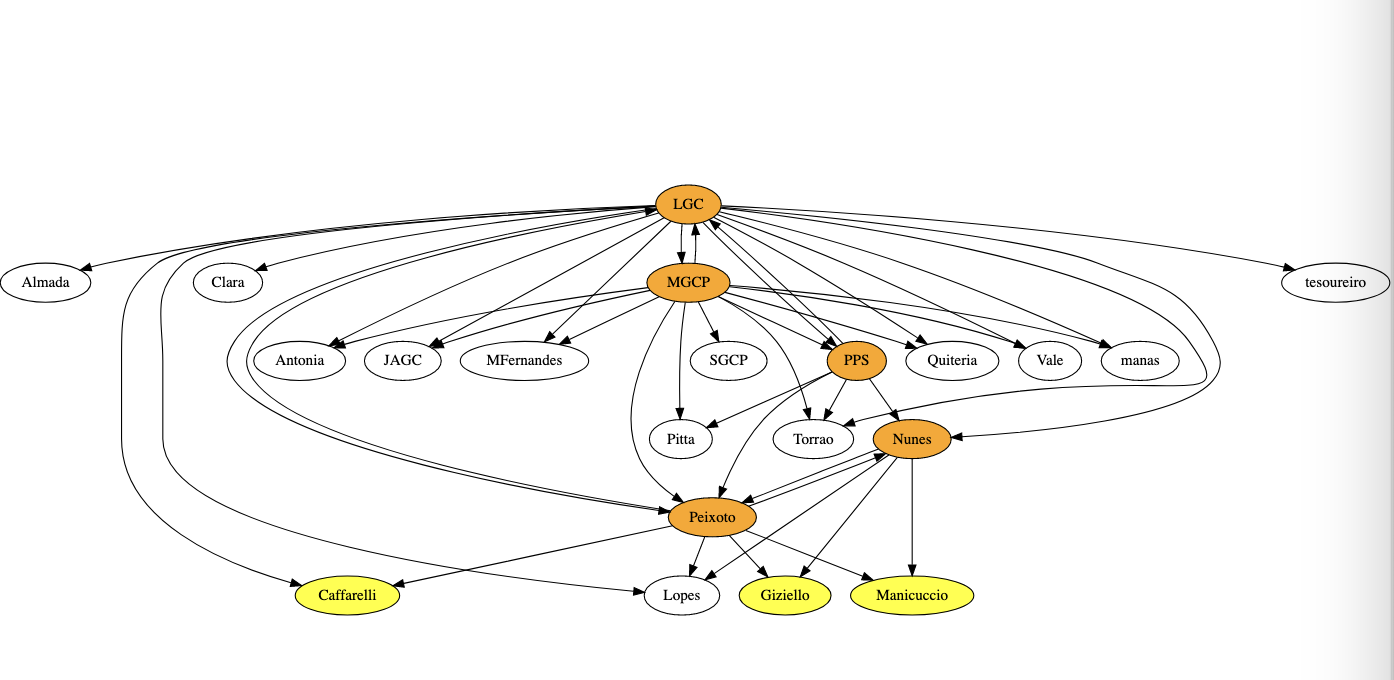 LGC
Almada
Clara
MGCP
tesoureiro
Antonia
JAGC
MFernandes
SGCP
PPS
Quiteria
Vale
manas
Pitta
Torrao
Nunes
Peixoto
Caffarelli
Lopes
Giziello
Manicuccio